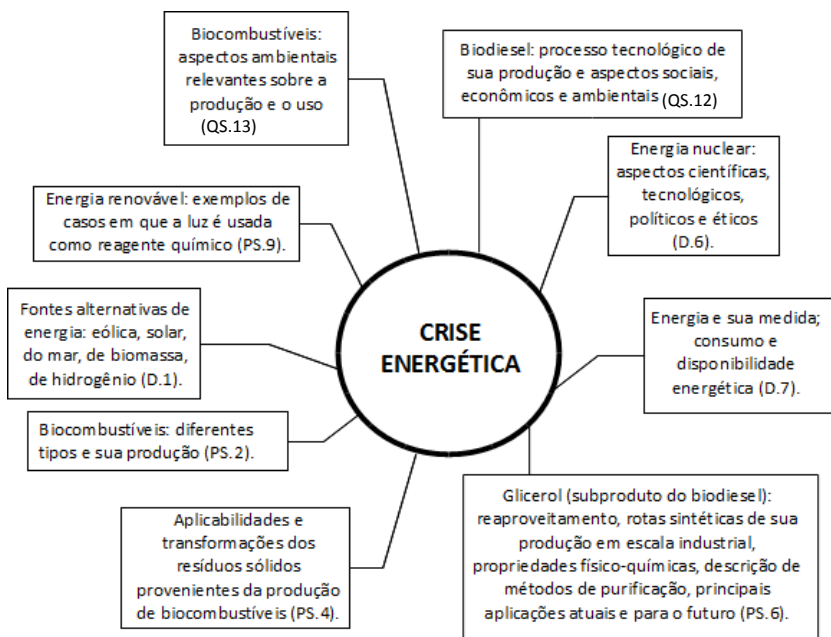 Biocombustíveis:
aspectos ambientais
relevantes sobre a
produção e o uso
(QS.13)
Biodiesel: processo tecnológico de
sua produção e aspectos sociais,
econômicos e ambientais (QS.12)
Energia nuclear:
aspectos científicas,
tecnológicos,
políticos e éticos
(D.6).
Energia renovável: exemplos de
casos em que a luz é usada
como reagente químico (PS.9).
CRISE
ENERGÉTICA
Fontes alternativas de
energia: eólica, solar,
do mar, de biomassa,
de hidrogênio (D.1).
Energia e sua medida;
consumo e
disponibilidade
energética (D.7).
Biocombustíveis: diferentes
tipos e sua produção (PS.2).
Aplicabilidades e
transformações dos
resíduos sólidos
provenientes da produção
de biocombustíveis (PS.4).
Glicerol (subproduto do biodiesel):
reaproveitamento, rotas sintéticas de sua
produção em escala industrial,
propriedades físico-químicas, descrição de
métodos de purificação, principais
aplicações atuais e para o futuro (PS.6).